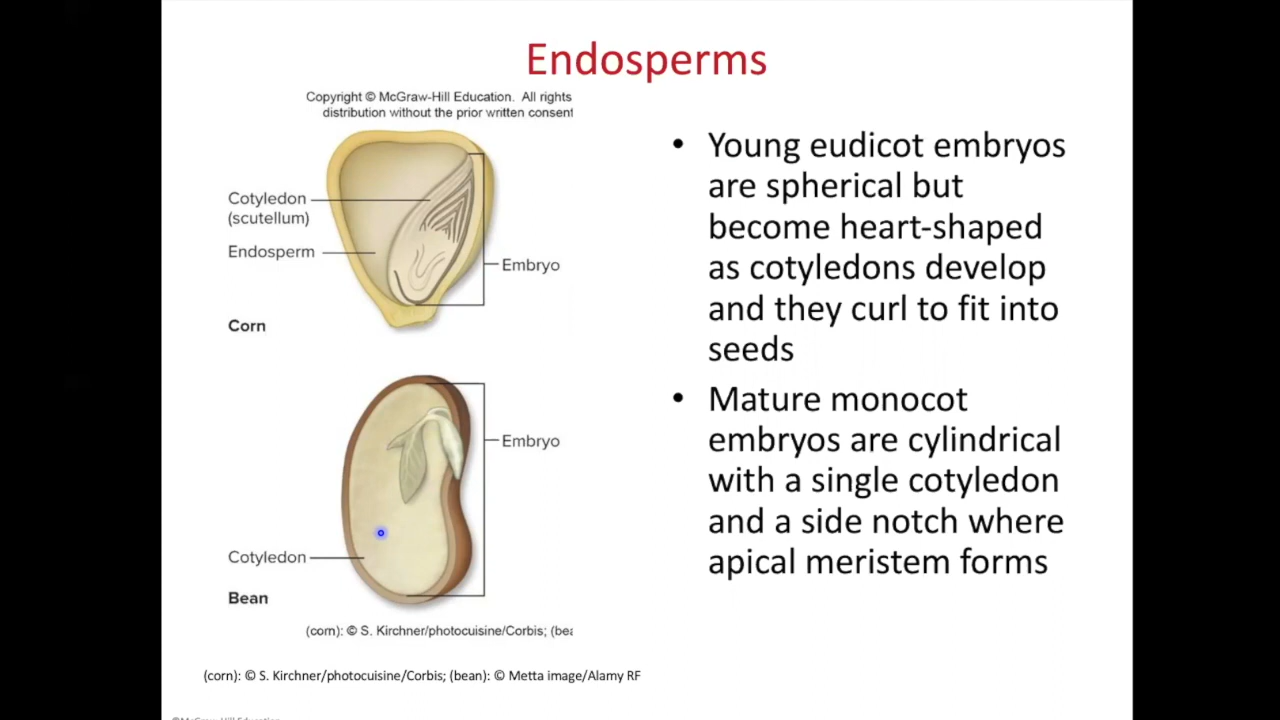 Endosperms
Copyright © McGraw-Hill Education. All rights
distribution without the prior written consent
Cotyledon
(scutellum)
Endosperm
Embryo
Corn
Embryo
Cotyledon
Bean
(corn): © S. Kirchner/photocuisine/Corbis; (bea
(corn): © S. Kirchner/photocuisine/Corbis; (bean): © Metta image/Alamy RF
• Young eudicot embryos
are spherical but
become heart-shaped
as cotyledons develop
and they curl to fit into
seeds
• Mature monocot
embryos are cylindrical
with a single cotyledon
and a side notch where
apical meristem forms